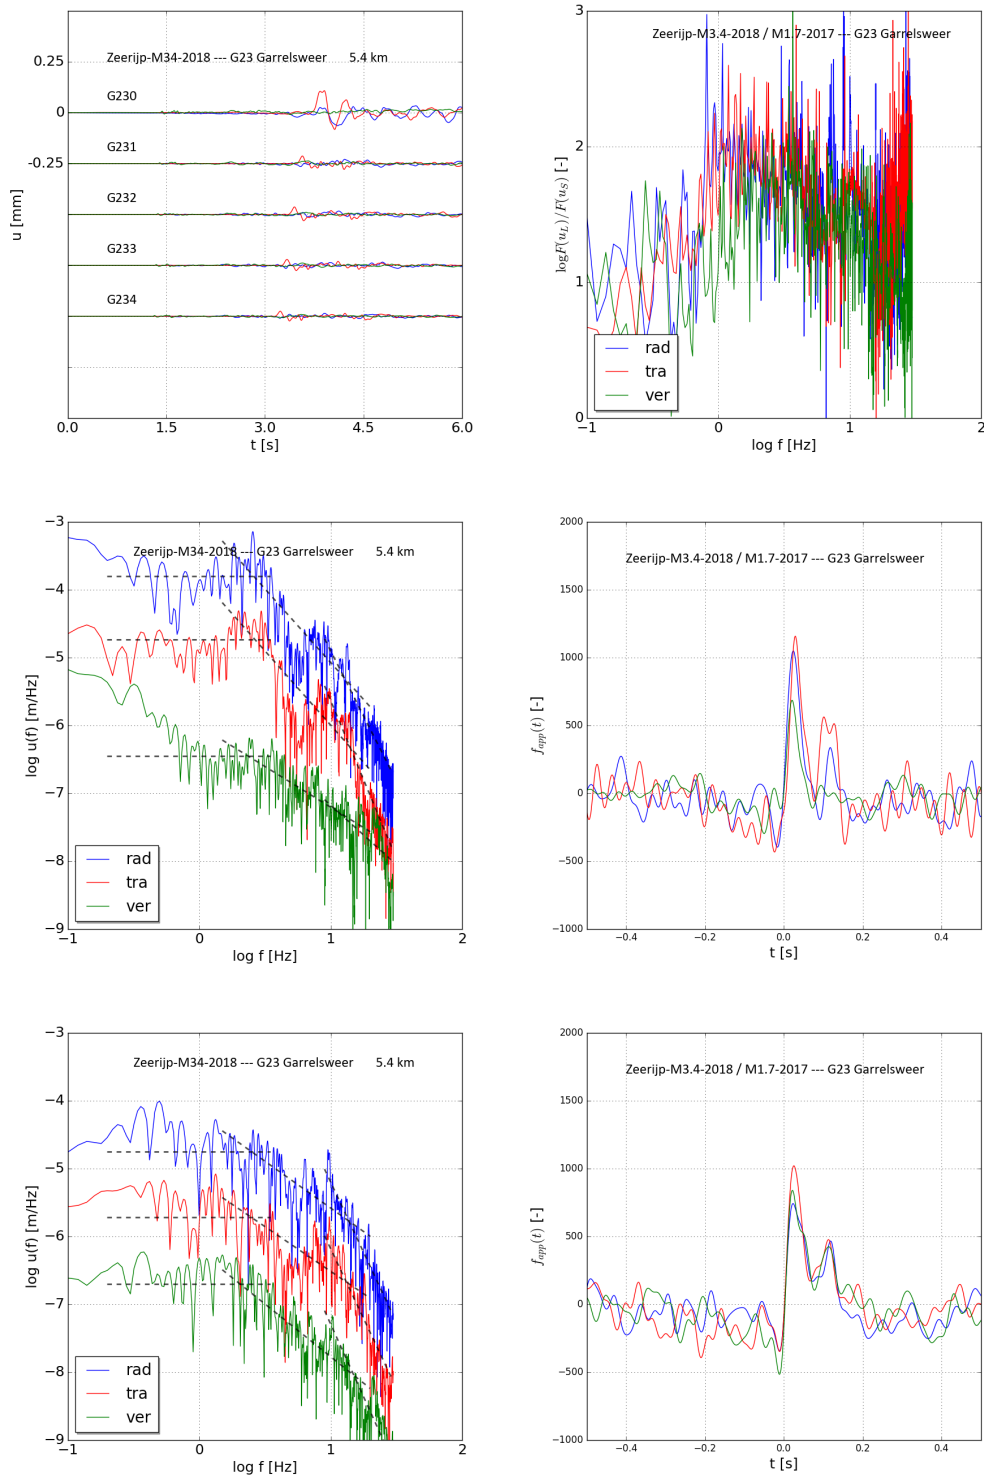 Zeerijp-M34-2018 --- G23 Garrelsweer 5.4 km
0.25
0
-0.25
G230
G231
G232
G233
G234
u [mm]
0.0 1.5 3.0 4.5 6.0
t [s]
Zeerijp-M3.4-2018 / M1.7-2017 --- G23 Garrelsweer
3
2
1
0
logF(u_L)/F(u_S) [-]
rad
tra
ver
−1 0 1 2
log f [Hz]
Zeerijp-M34-2018 --- G23 Garrelsweer 5.4 km
−3
−4
−5
−6
−7
−8
−9
log u(f) [m/Hz]
rad
tra
ver
−1 0 1 2
log f [Hz]
Zeerijp-M3.4-2018 / M1.7-2017 --- G23 Garrelsweer
2000
1500
1000
500
0
−500
−1000
f_app(t) [-]
−0.4 −0.2 0.0 0.2 0.4
t [s]
Zeerijp-M34-2018 --- G23 Garrelsweer 5.4 km
−3
−4
−5
−6
−7
−8
−9
log u(f) [m/Hz]
rad
tra
ver
−1 0 1 2
log f [Hz]
Zeerijp-M3.4-2018 / M1.7-2017 --- G23 Garrelsweer
2000
1500
1000
500
0
−500
−1000
f_app(t) [-]
−0.4 −0.2 0.0 0.2 0.4
t [s]